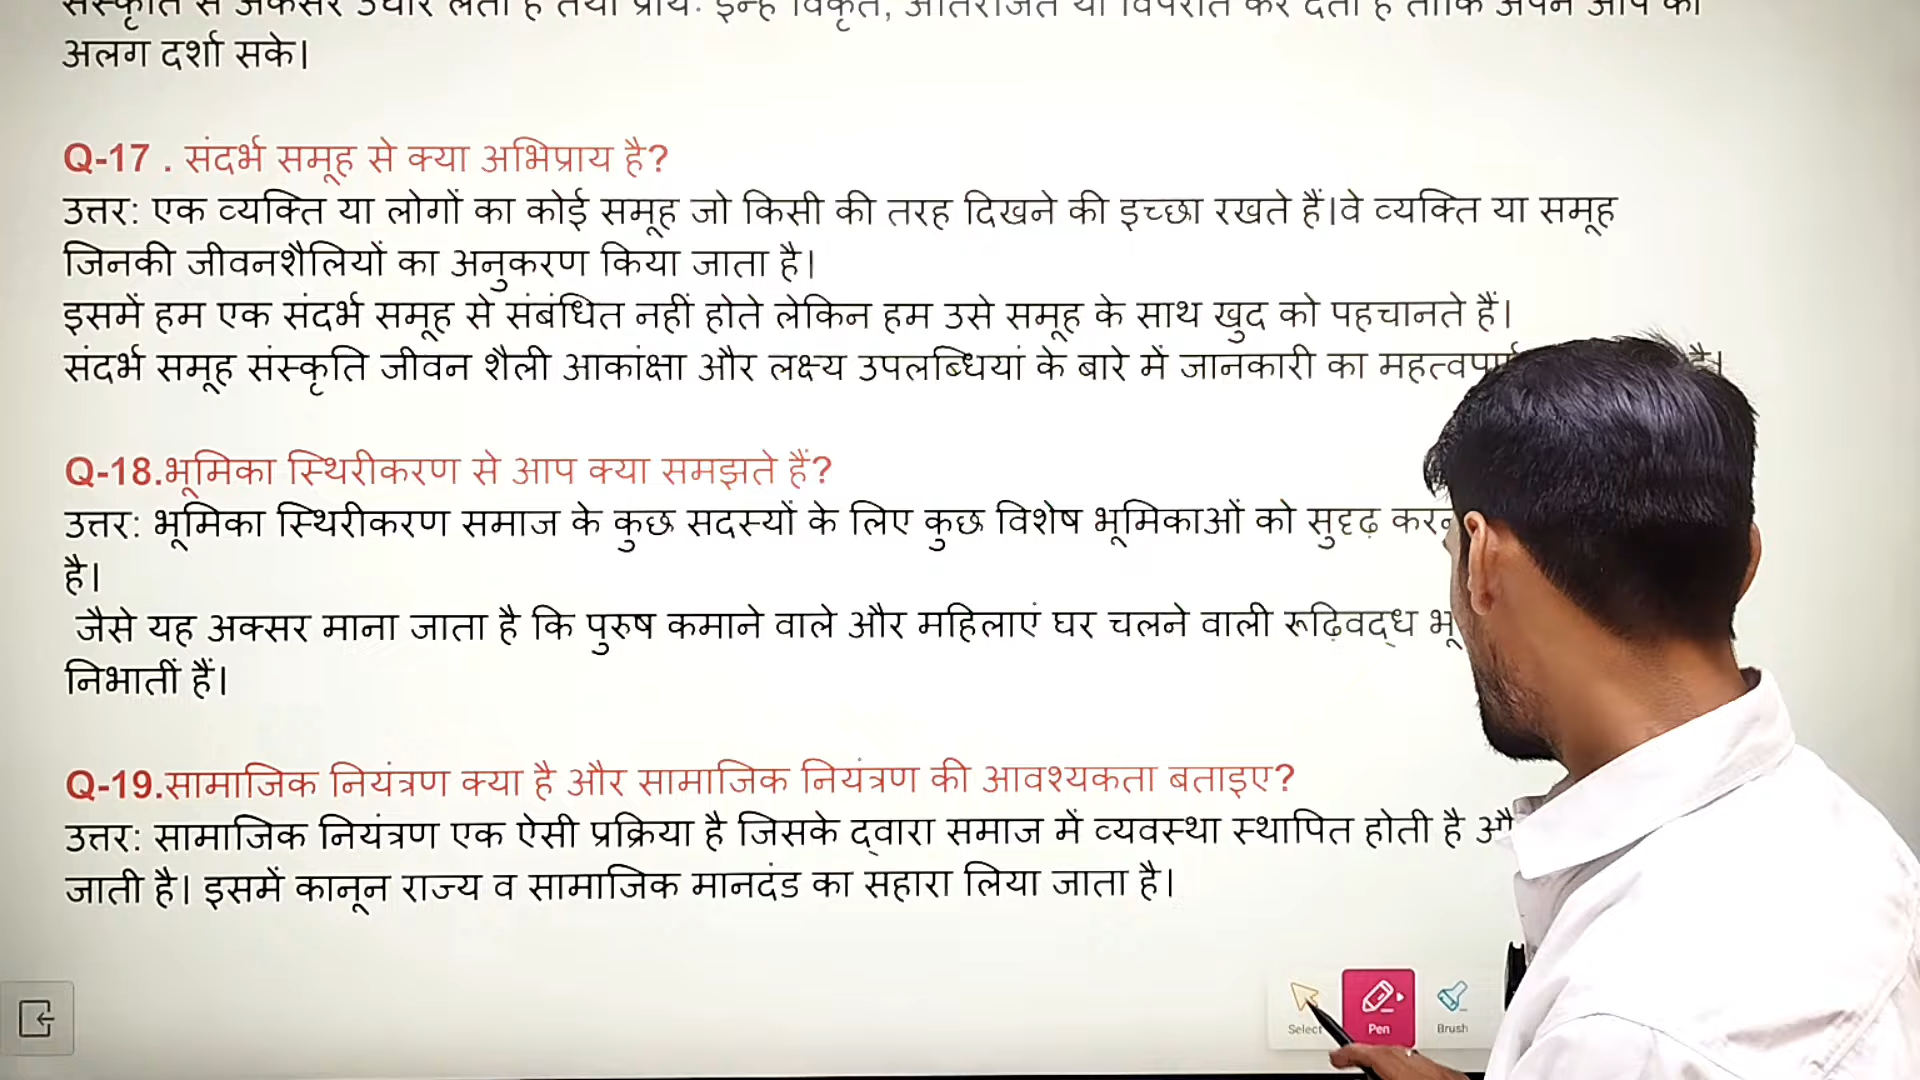 अलग दर्शा सके।
Q-17 . संदर्भ समूह से क्या अभिप्राय है?
उत्तर: एक व्यक्ति या लोगों का कोई समूह जो किसी की तरह दिखने की इच्छा रखते हैं।वे व्यक्ति या समूह
जिनकी जीवनशैलियों का अनुकरण किया जाता है।
इसमें हम एक संदर्भ समूह से संबंधित नहीं होते लेकिन हम उसे समूह के साथ खुद को पहचानते हैं।
संदर्भ समूह संस्कृति जीवन शैली आकांक्षा और लक्ष्य उपलब्धियां के बारे में जानकारी का है।
Q-18.भूमिका स्थिरीकरण से आप क्या समझते हैं?
उत्तर: भूमिका स्थिरीकरण समाज के कुछ सदस्यों के लिए कुछ विशेष भूमिकाओं को सुदृढ़
है।
जैसे यह अक्सर माना जाता है कि पुरुष कमाने वाले और महिलाएं घर चलने वाली रूढ़िवद्ध
निभातीं हैं।
Q-19.सामाजिक नियंत्रण क्या है और सामाजिक नियंत्रण की आवश्यकता बताइए?
उत्तर: सामाजिक नियंत्रण एक ऐसी प्रक्रिया है जिसके द्वारा समाज में व्यवस्था स्थापित होती है
जाती है। इसमें कानून राज्य व सामाजिक मानदंड का सहारा लिया जाता है।
Select Pen Brush